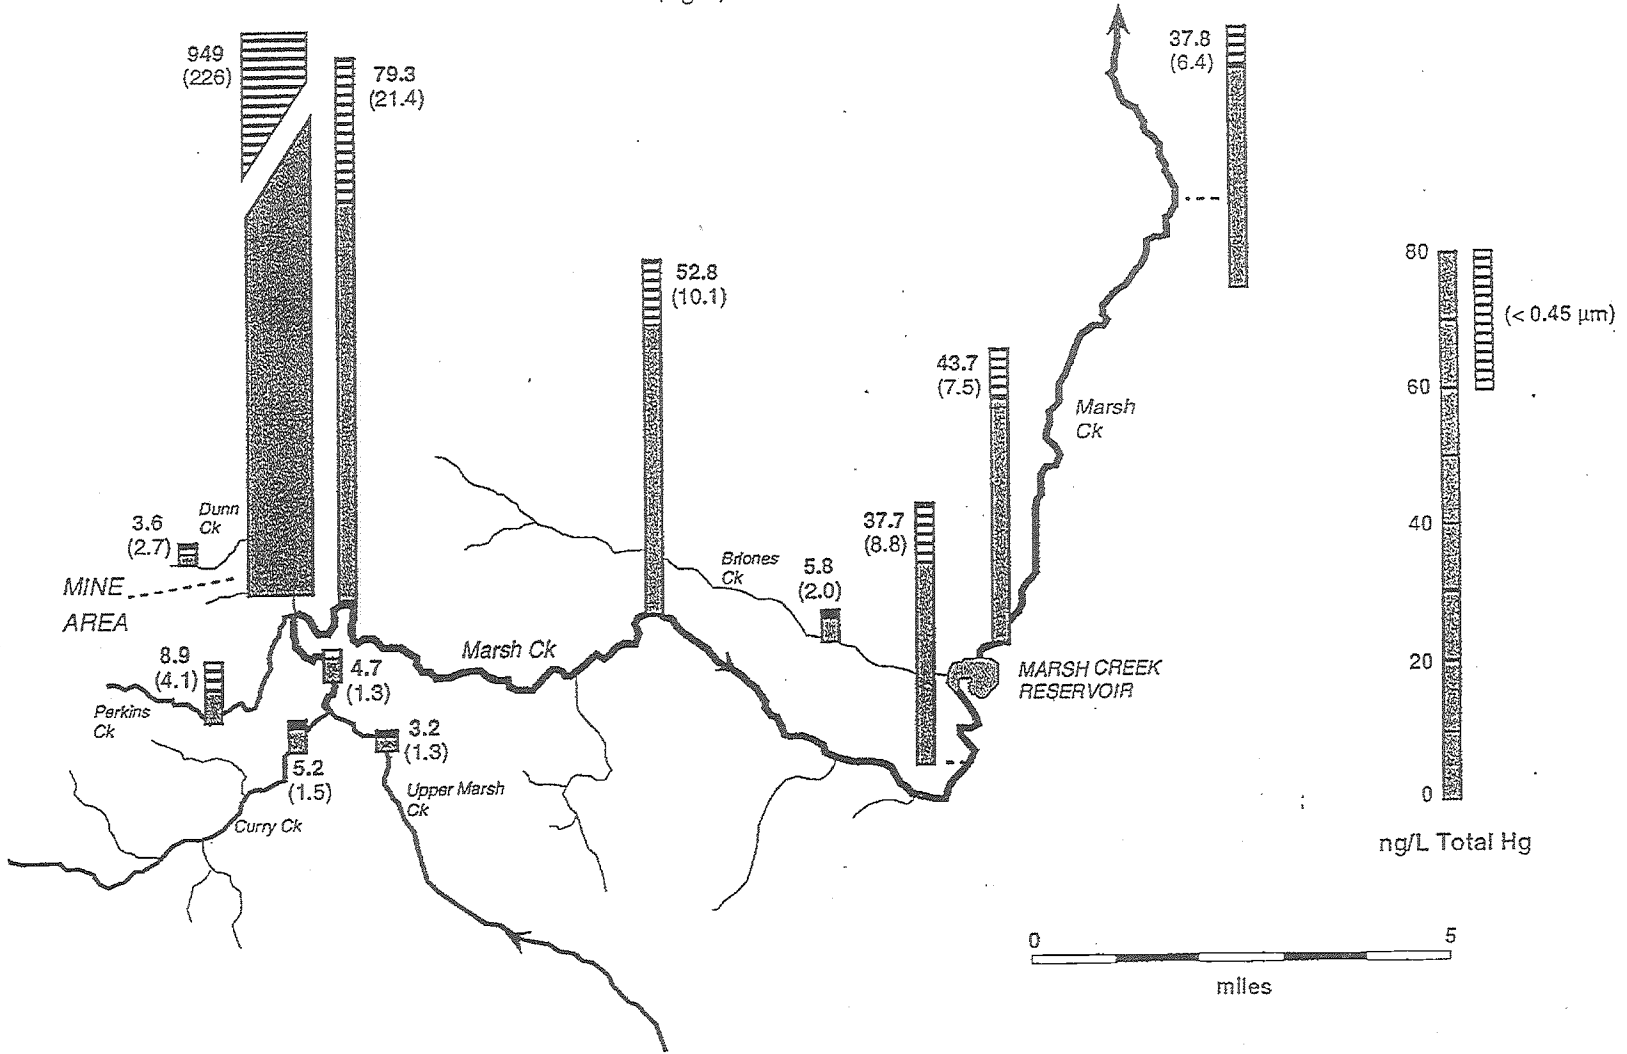 949
(226)
79.3
(21.4)
37.8
(6.4)
52.8
(10.1)
80
(< 0.45 µm)
43.7
(7.5)
60
Marsh
Ck
Dunn
Ck
3.6
(2.7)
37.7
(8.8)
40
Briones
Ck
5.8
(2.0)
MINE
AREA
Marsh Ck
8.9
(4.1)
4.7
(1.3)
20
MARSH CREEK
RESERVOIR
Perkins
Ck
3.2
(1.3)
5.2
(1.5)
Upper Marsh
Ck
Curry Ck
0
ng/L Total Hg
0
5
miles